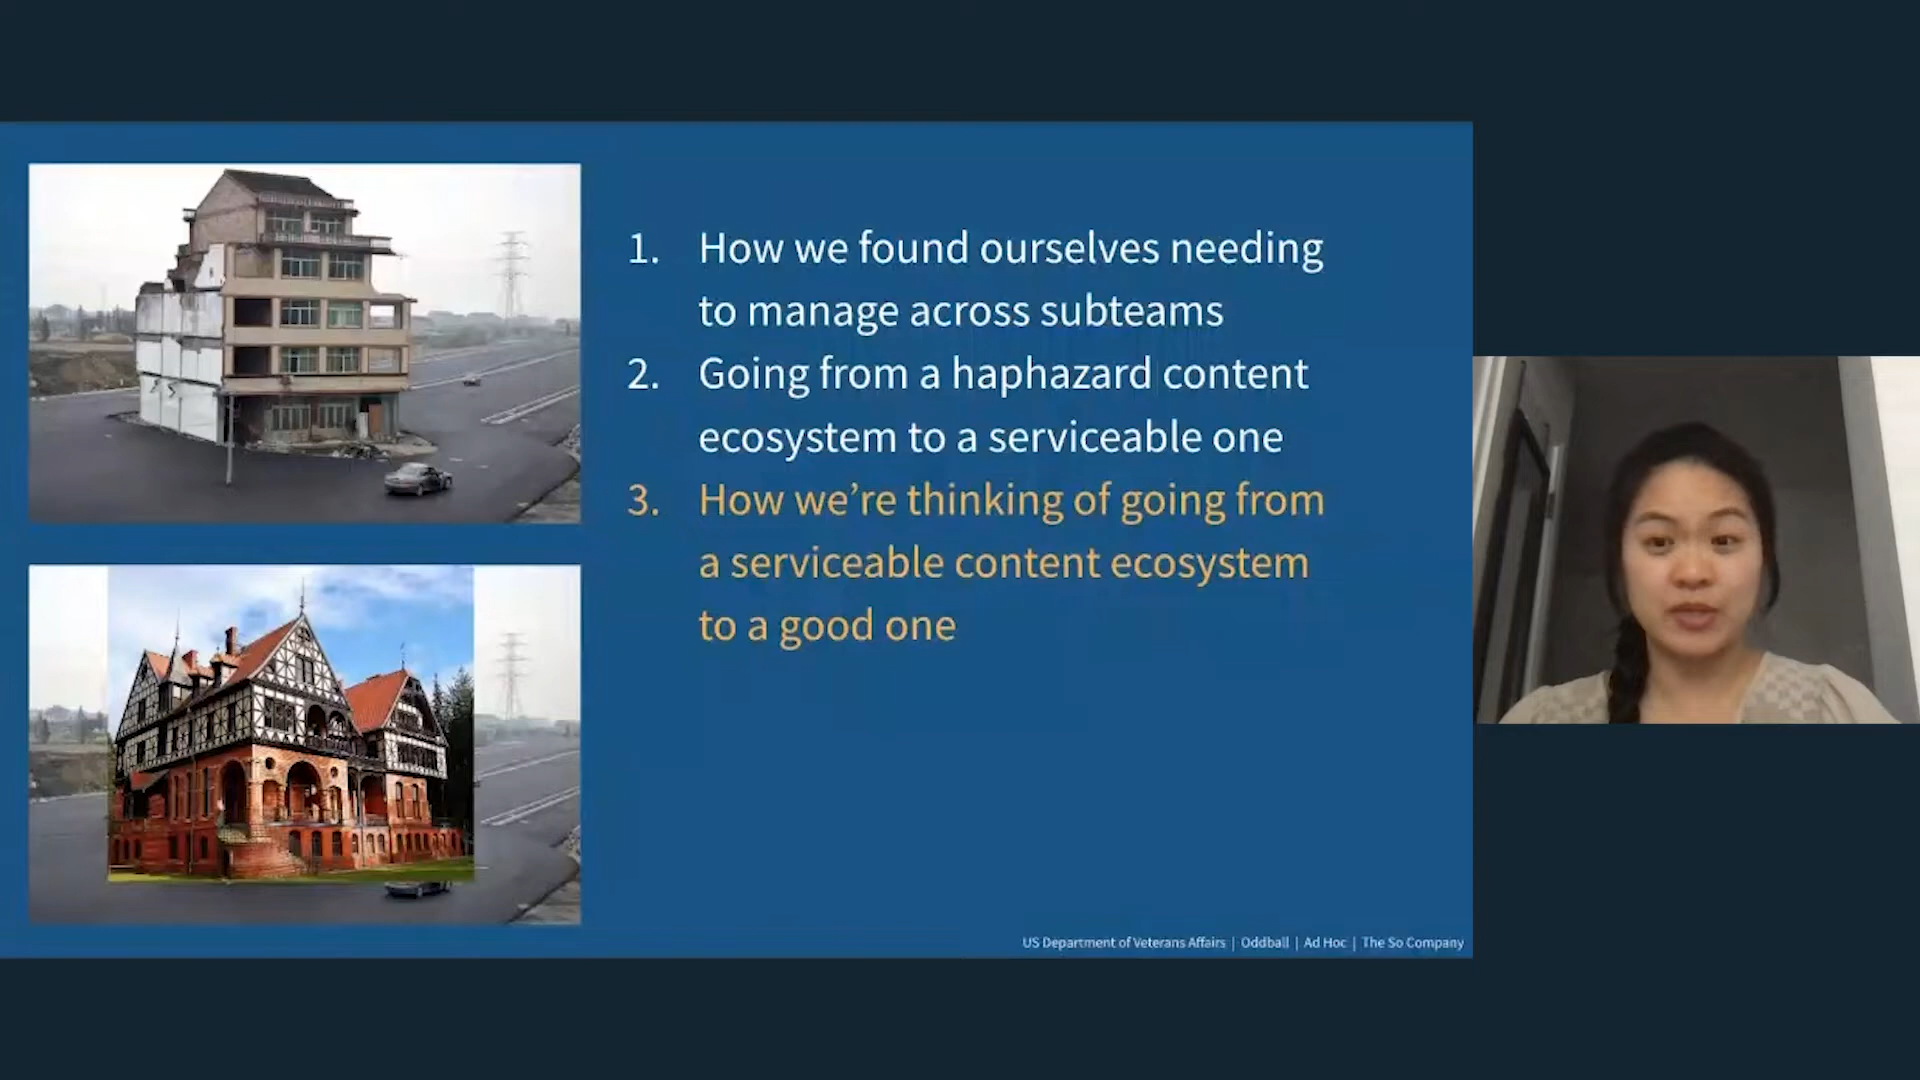 1. How we found ourselves needing
to manage across subteams
2. Going from a haphazard content
ecosystem to a serviceable one
3. How we’re thinking of going from
a serviceable content ecosystem
to a good one
US Department of Veterans Affairs | Oddball | Ad Hoc | The So Company